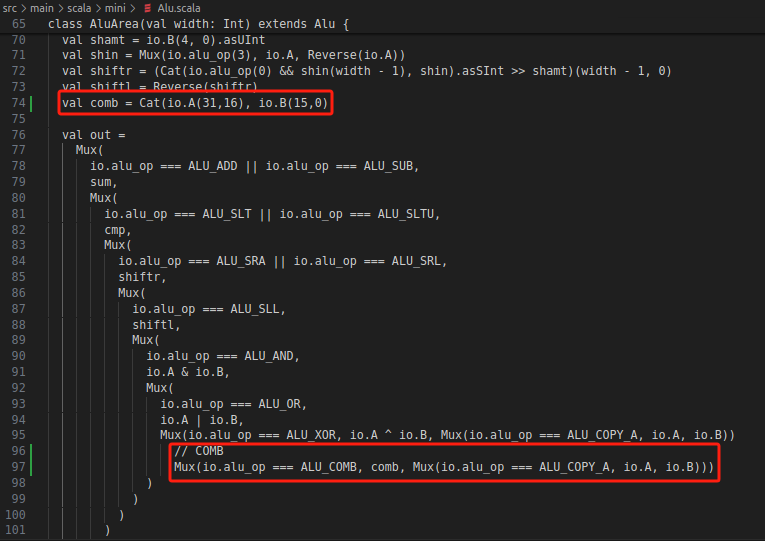 src > main > scala > mini > Alu.scala
65 class AluArea(val width: Int) extends Alu {
70 val shamt = io.B(4, 0).asUInt
71 val shin = Mux(io.alu_op(3), io.A, Reverse(io.A))
72 val shiftr = (Cat(io.alu_op(0) && shin(width - 1), shin).asSInt >> shamt)(width - 1, 0)
73 val shiftl = Reverse(shiftr)
74 val comb = Cat(io.A(31,16), io.B(15,0)
75
76 val out =
77 Mux(
78 io.alu_op === ALU_ADD || io.alu_op === ALU_SUB,
79 sum,
80 Mux(
81 io.alu_op === ALU_SLT || io.alu_op === ALU_SLTU,
82 cmp,
83 Mux(
84 io.alu_op === ALU_SRA || io.alu_op === ALU_SRL,
85 shiftr,
86 Mux(
87 io.alu_op === ALU_SLL,
88 shiftl,
89 Mux(
90 io.alu_op === ALU_AND,
91 io.A & io.B,
92 Mux(
93 io.alu_op === ALU_OR,
94 io.A | io.B,
95 Mux(io.alu_op === ALU_XOR, io.A ^ io.B, Mux(io.alu_op === ALU_COPY_A, io.A, io.B))
96 // COMB
97 Mux(io.alu_op === ALU_COMB, comb, Mux(io.alu_op === ALU_COPY_A, io.A, io.B)))
98 )
99 )
100 )
101 )